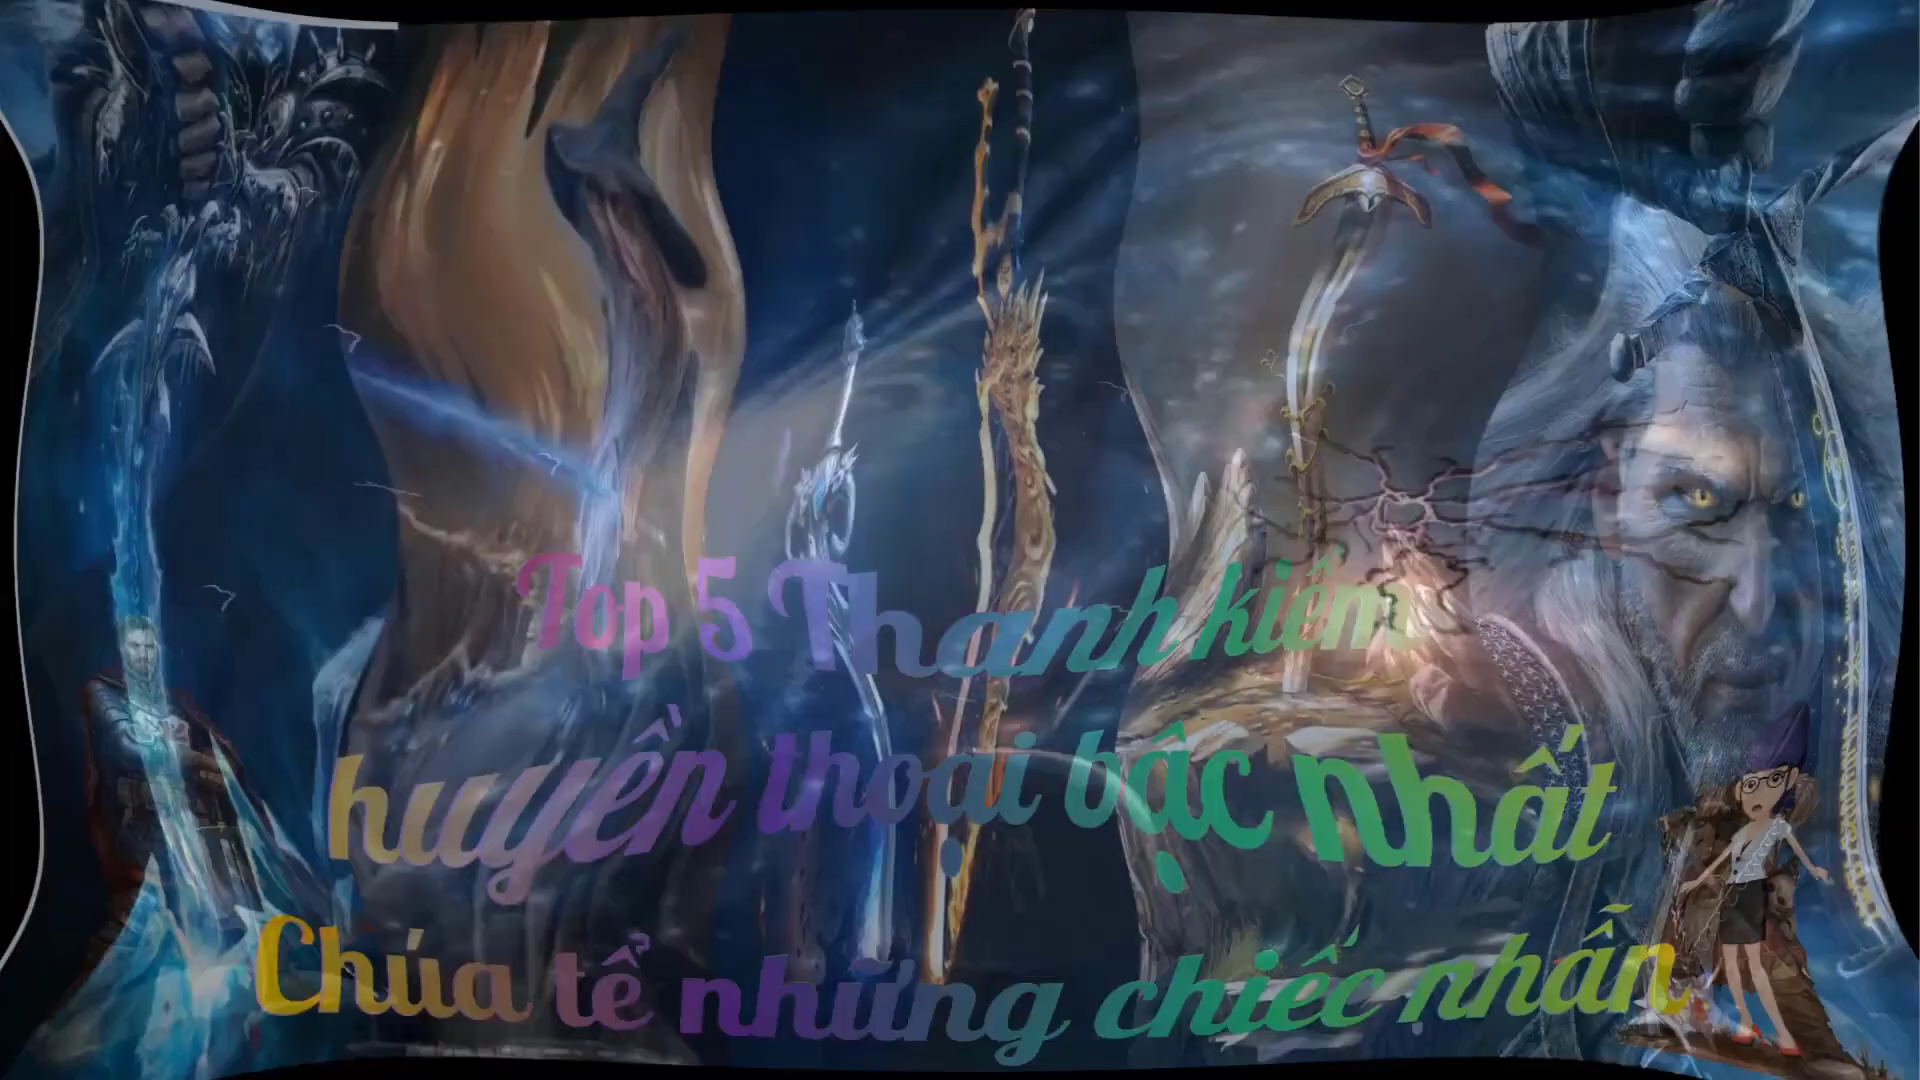 Top 5 Thanh kiếm
huyền thoại bậc nhất
Chúa tể những chiếc nhẫn